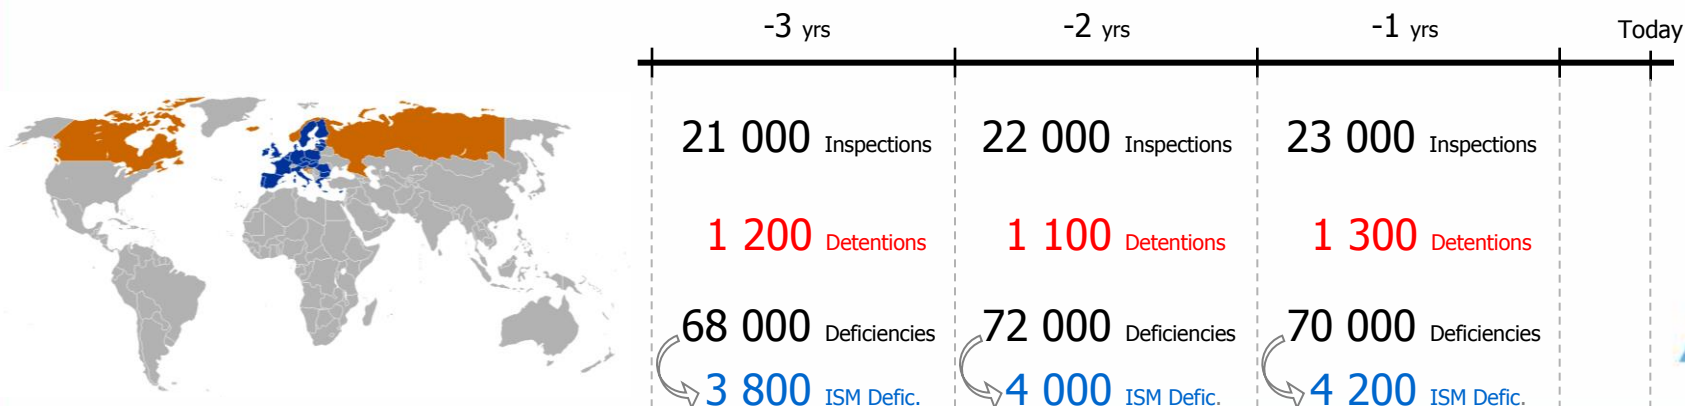 -3 yrs -2 yrs -1 yrs Today
21 000 Inspections 22 000 Inspections 23 000 Inspections
1 200 Detentions 1 100 Detentions 1 300 Detentions
68 000 Deficiencies 72 000 Deficiencies 70 000 Deficiencies
3 800 ISM Defic. 4 000 ISM Defic. 4 200 ISM Defic.